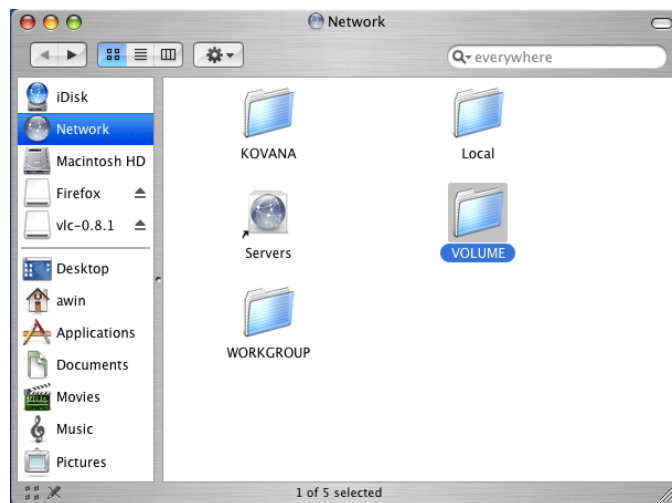 Network
everywhere
iDisk
Network
Macintosh HD
Firefox
vlc-0.8.1
Desktop
awin
Applications
Documents
Movies
Music
Pictures
KOVANA
Local
Servers
VOLUME
WORKGROUP
1 of 5 selected